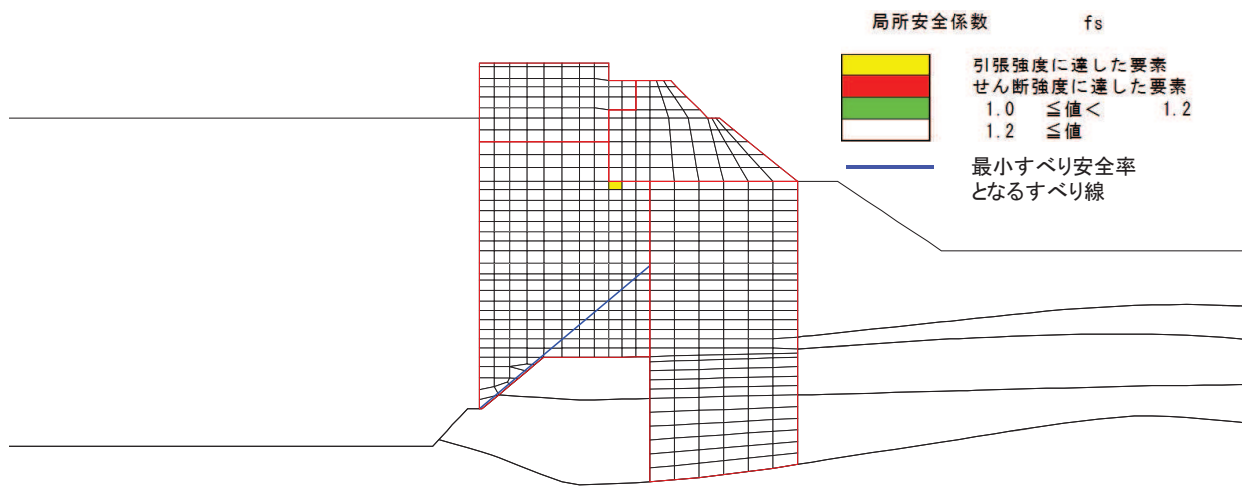 局所安全係数 fs
引張強度に達した要素
せん断強度に達した要素
1.0 ≦値< 1.2
1.2 ≦値
最小すべり安全率
となるすべり線